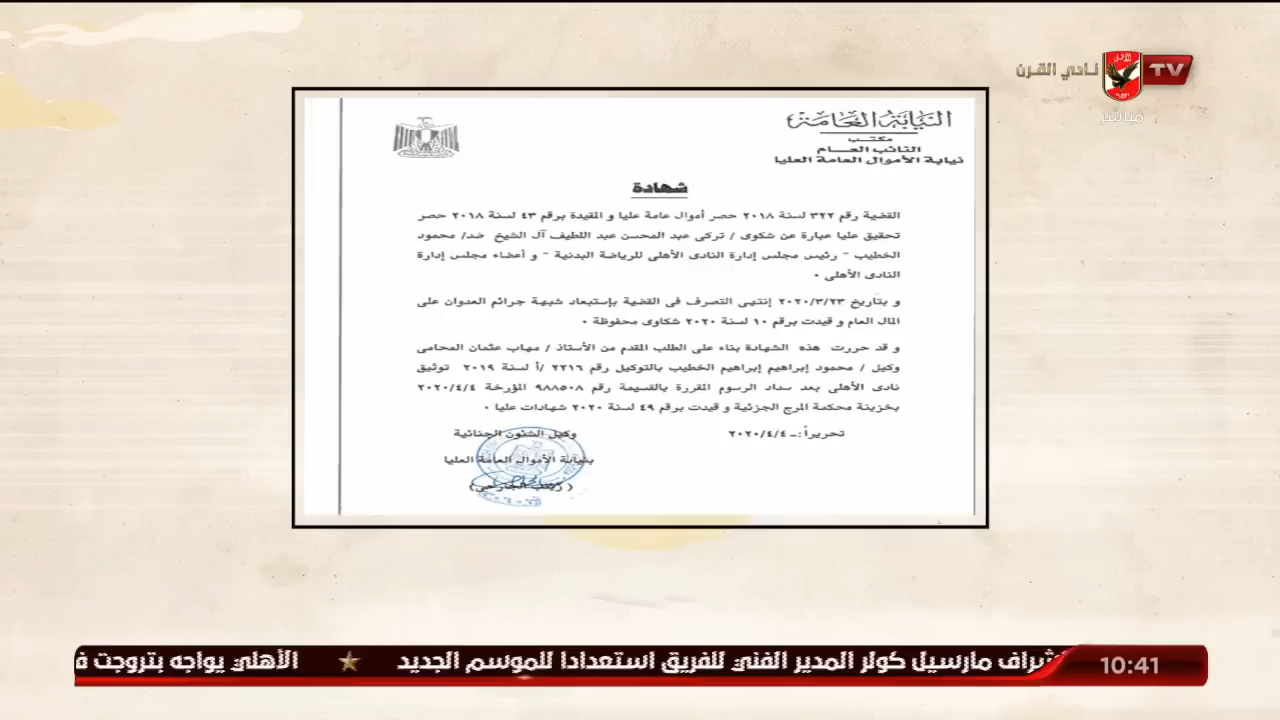 نادي القرن
TV
مباشر
النيابة العامة
مكتب
النائب العـــام
نيابة الأموال العامة العليا
شهادة
القضية رقم ٣٢٢ لسنة ٢٠١٨ حصر أموال عامة عليا و المقيدة برقم ٤٣ لسنة ٢٠١٨ حصر
تحقيق عليا عبارة عن شكوى / تركى عبد المحسن عبد اللطيف آل الشيخ ضد/ محمود
الخطيب " رئيس مجلس إدارة النادى الأهلى للرياضة البدنية " و أعضاء مجلس إدارة
النادى الأهلى ٠
و بتاريخ ٢٠٢٠/٣/٢٣ إنتهى التصرف فى القضية بإستبعاد شبهة جرائم العدوان على
المال العام و قيدت برقم ١٠ لسنة ٢٠٢٠ شكاوى محفوظة ٠
و قد حررت هذه الشهادة بناء على الطلب المقدم من الأستاذ / مهاب عثمان المحامى
وكيل / محمود إبراهيم إبراهيم الخطيب بالتوكيل رقم ٢٢١٦ /أ لسنة ٢٠١٩ توثيق
نادى الأهلى بعد سداد الرسوم المقررة بالقسيمة رقم ٩٨٨٥٠٨ المؤرخة ٢٠٢٠/٤/٤
بخزينة محكمة المرج الجزئية و قيدت برقم ٤٩ لسنة ٢٠٢٠ شهادات عليا ٠
تحريراً :ـ ٢٠٢٠/٤/٤
وكيل الشئون الجنائية
بنيابة الأموال العامة العليا
شراف مارسيل كولر المدير الفني للفريق استعدادا للموسم الجديد ★ الأهلي يواجه بتروجت ف
10:41